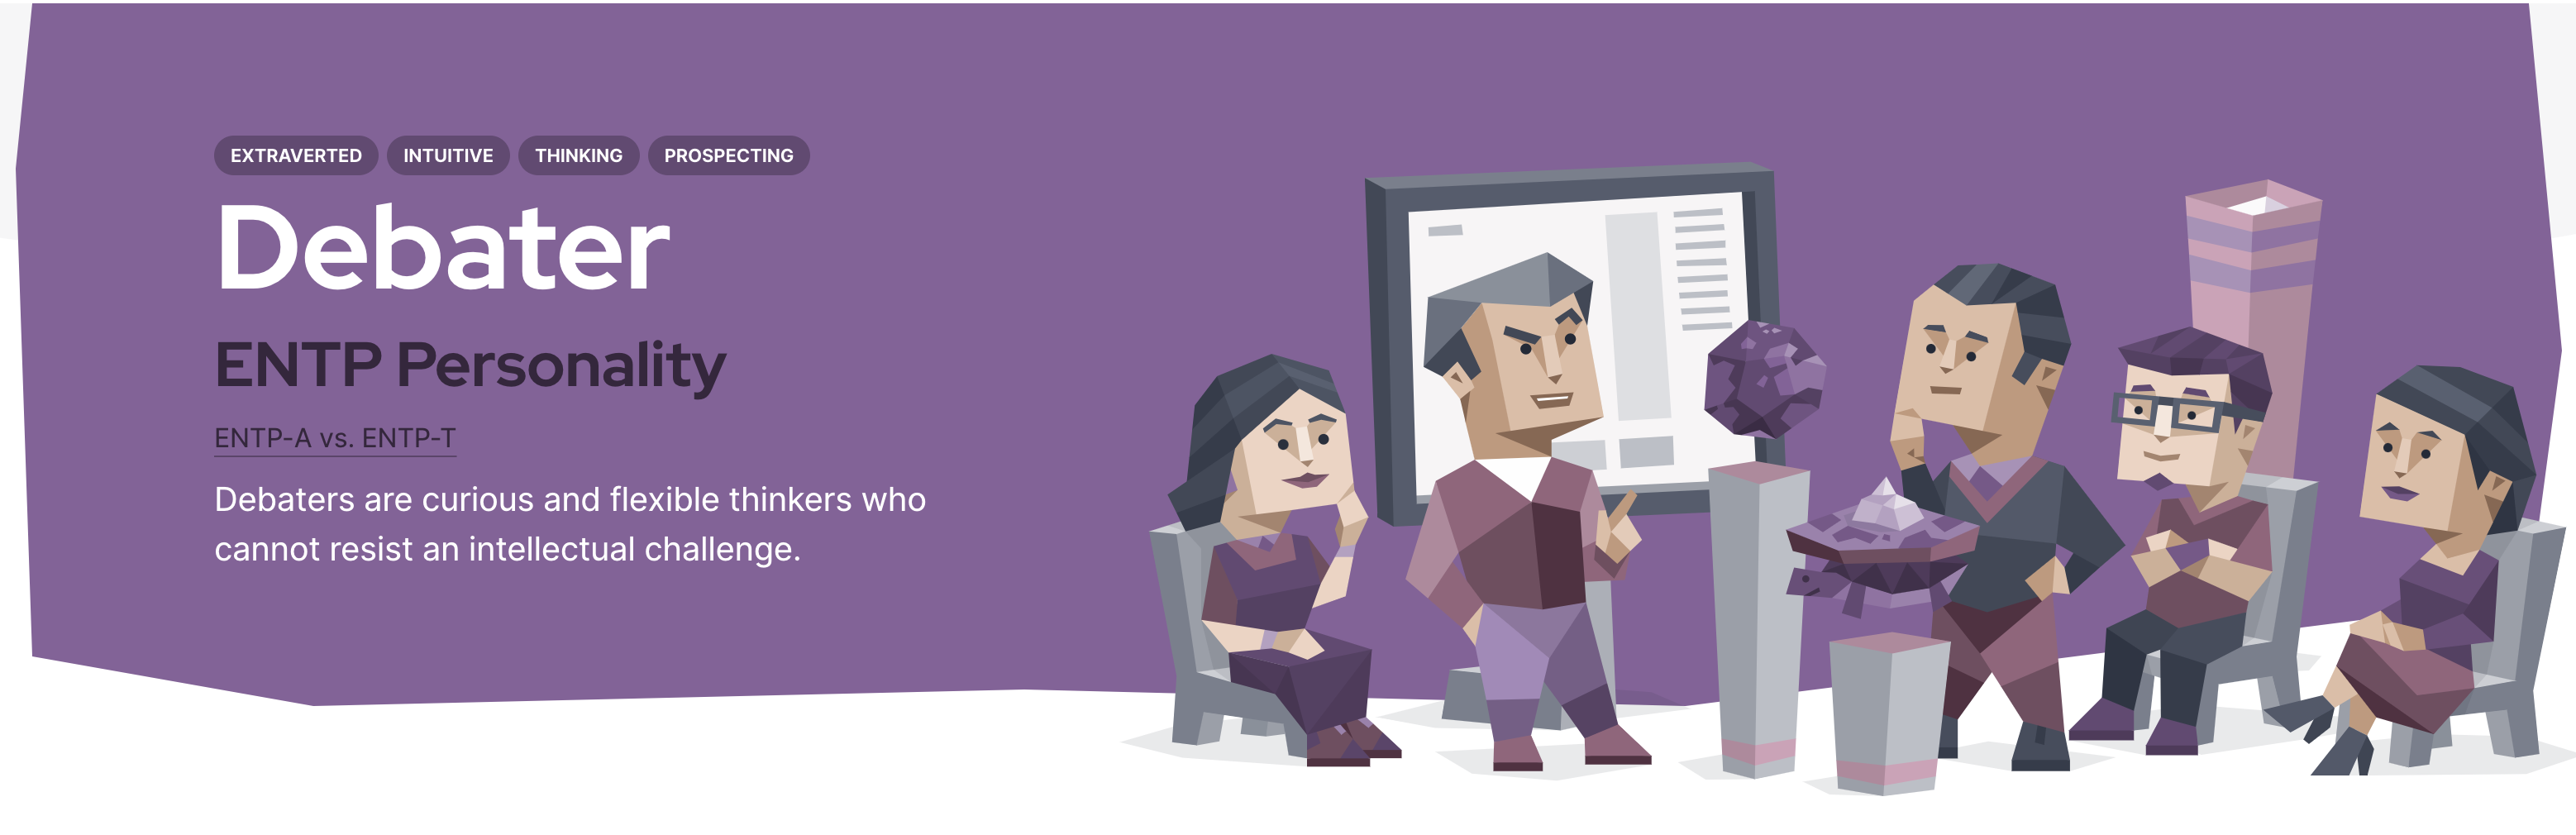 EXTRAVERTED INTUITIVE THINKING PROSPECTING
Debater
ENTP Personality
ENTP-A vs. ENTP-T
Debaters are curious and flexible thinkers who
cannot resist an intellectual challenge.